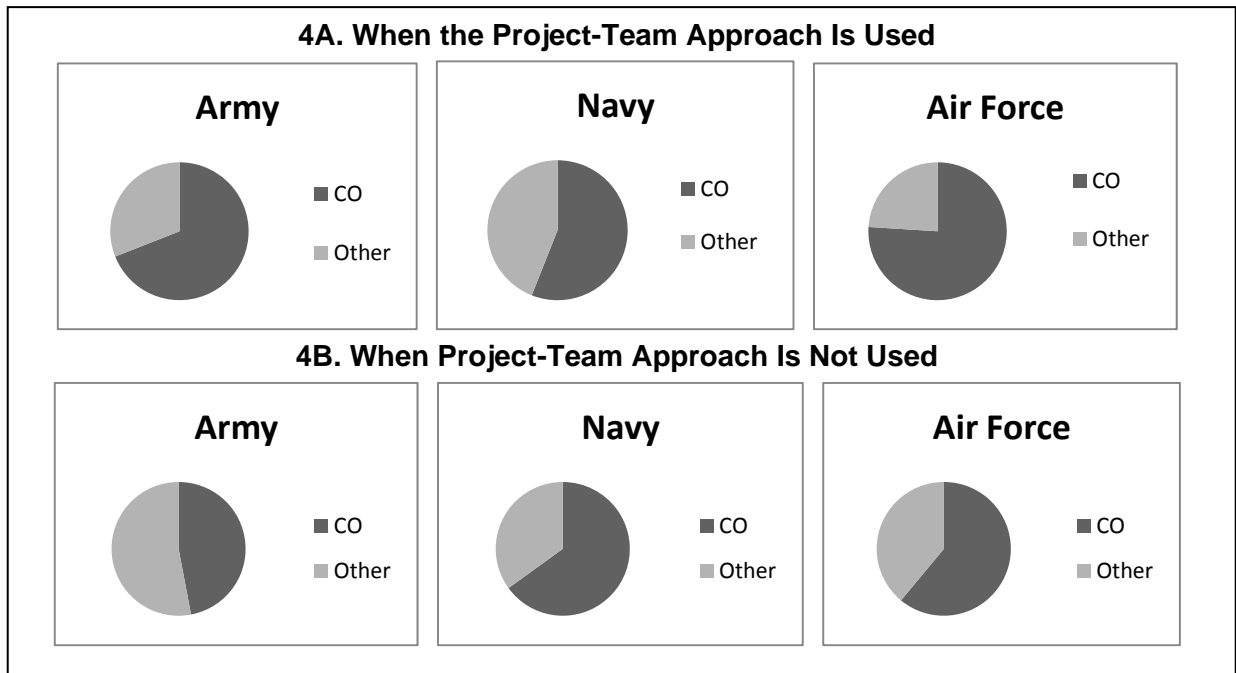 4A. When the Project-Team Approach Is Used
Army
CO
Other
Navy
CO
Other
Air Force
CO
Other
4B. When Project-Team Approach Is Not Used
Army
CO
Other
Navy
CO
Other
Air Force
CO
Other